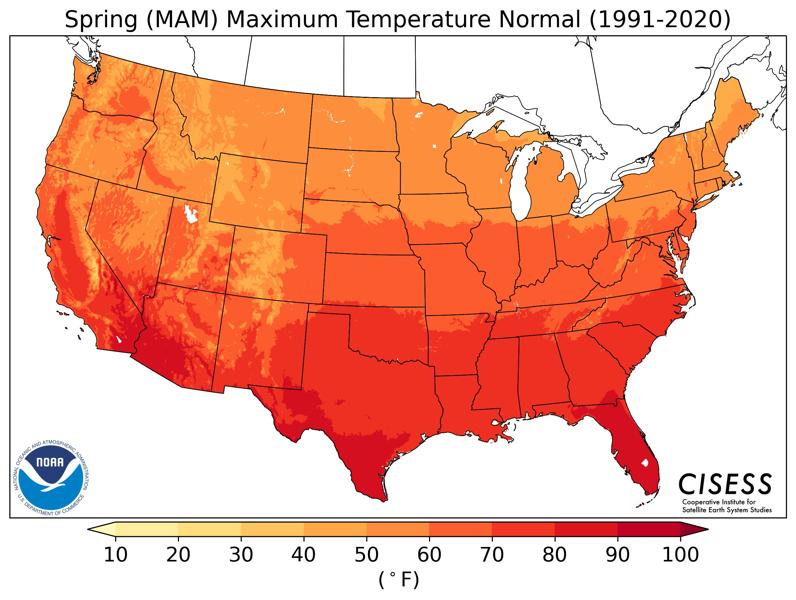 Spring (MAM) Maximum Temperature Normal (1991-2020)
NATIONAL OCEANIC AND ATMOSPHERIC ADMINISTRATION
NOAA
U.S. DEPARTMENT OF COMMERCE
CISESS
Cooperative Institute for
Satellite Earth System Studies
10 20 30 40 50 60 70 80 90 100
(°F)